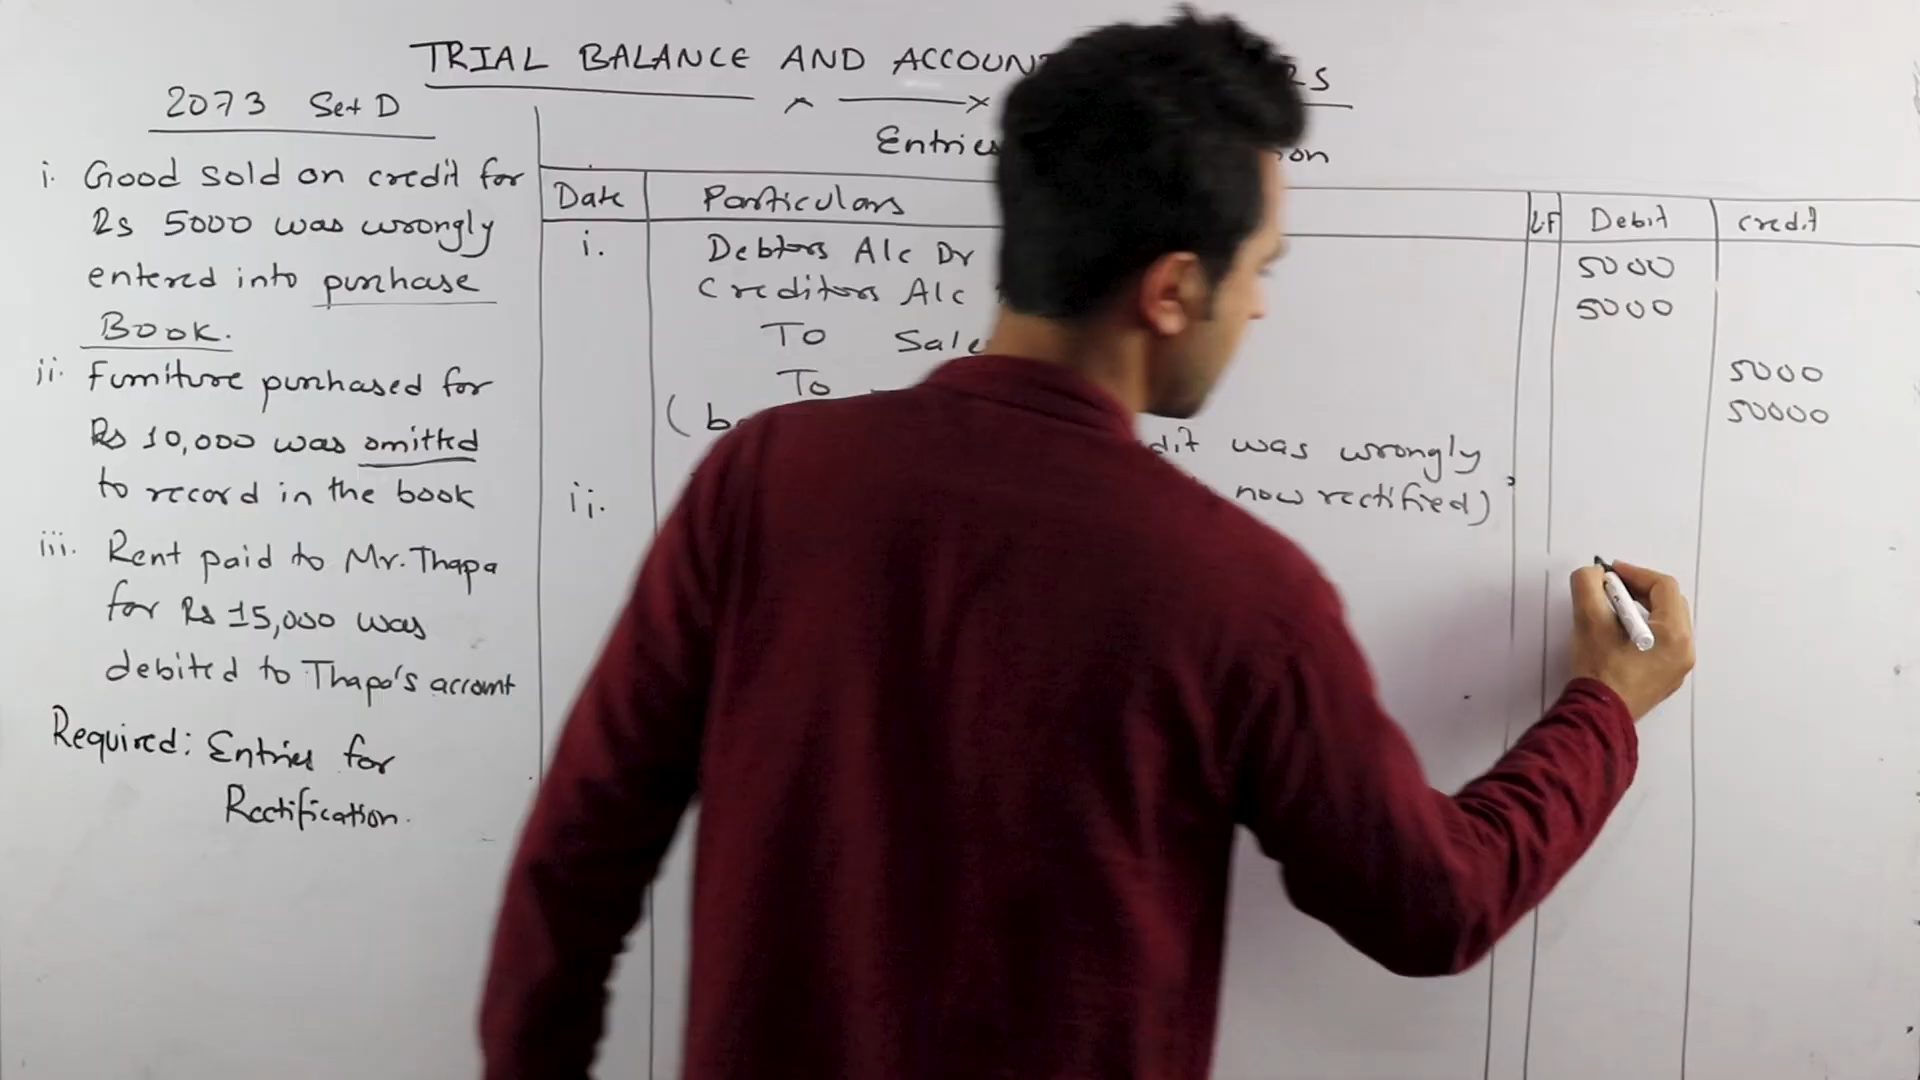 TRIAL BALANCE AND ACCOUN RS
2073 Set D
i. Good sold on credit for
Rs 5000 was wrongly
entered into purchase
Book.
ii. Furniture purchased for
Rs 10,000 was omitted
to record in the book
iii. Rent paid to Mr. Thapa
for Rs 15,000 was
debited to Thapa's account
Required: Entries for
Rectification.
Entries on
Date Particulars L.F Debit credit
i. Debtors A/c Dr 5000
Creditors A/c 5000
To Sale 5000
To 50000
( b dit was wrongly
now rectified)
ii.